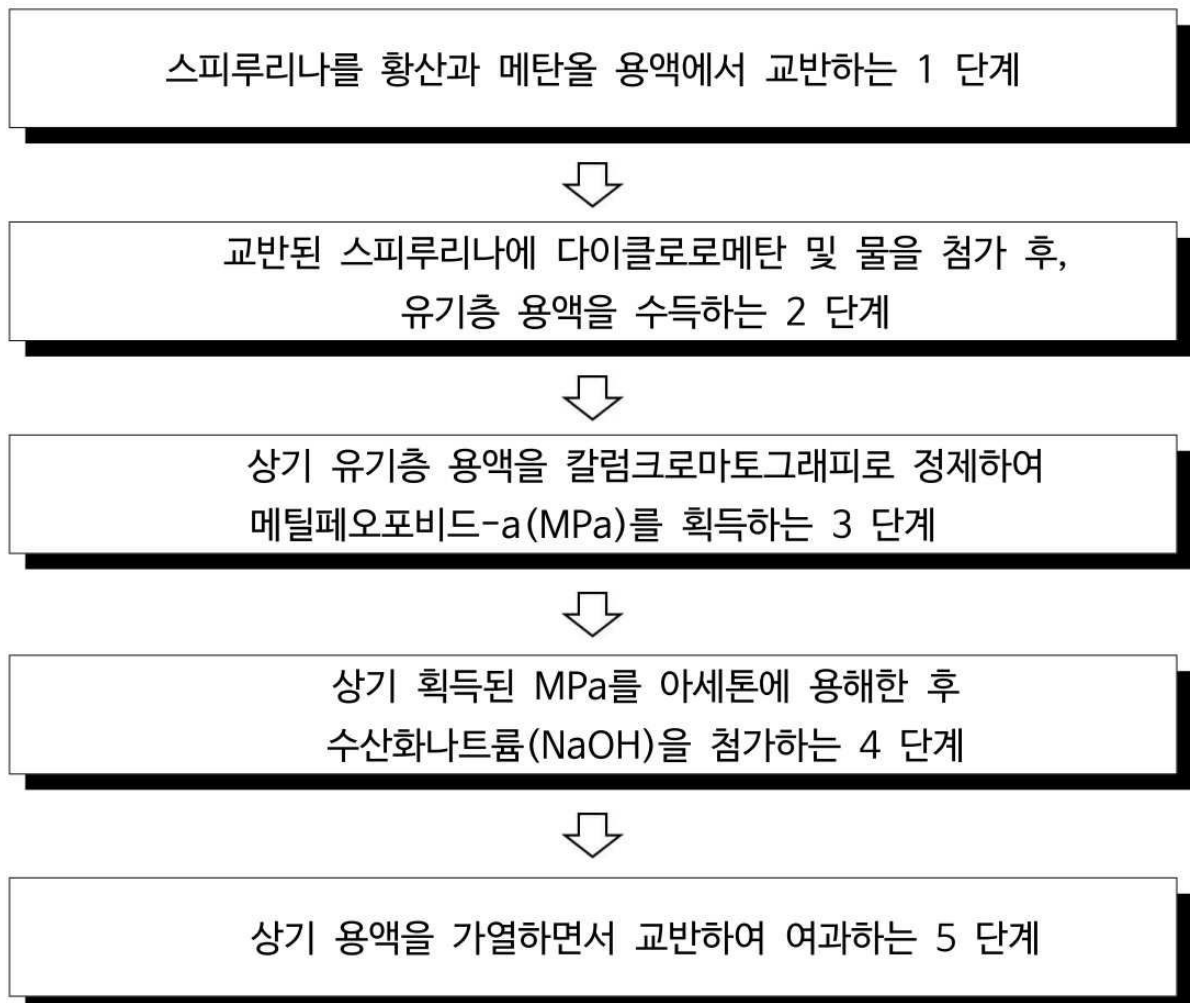 스피루리나를 황산과 메탄올 용액에서 교반하는 1 단계
교반된 스피루리나에 다이클로로메탄 및 물을 첨가 후,
유기층 용액을 수득하는 2 단계
상기 유기층 용액을 칼럼크로마토그래피로 정제하여
메틸페오포비드-a(MPa)를 획득하는 3 단계
상기 획득된 MPa를 아세톤에 용해한 후
수산화나트륨(NaOH)을 첨가하는 4 단계
상기 용액을 가열하면서 교반하여 여과하는 5 단계